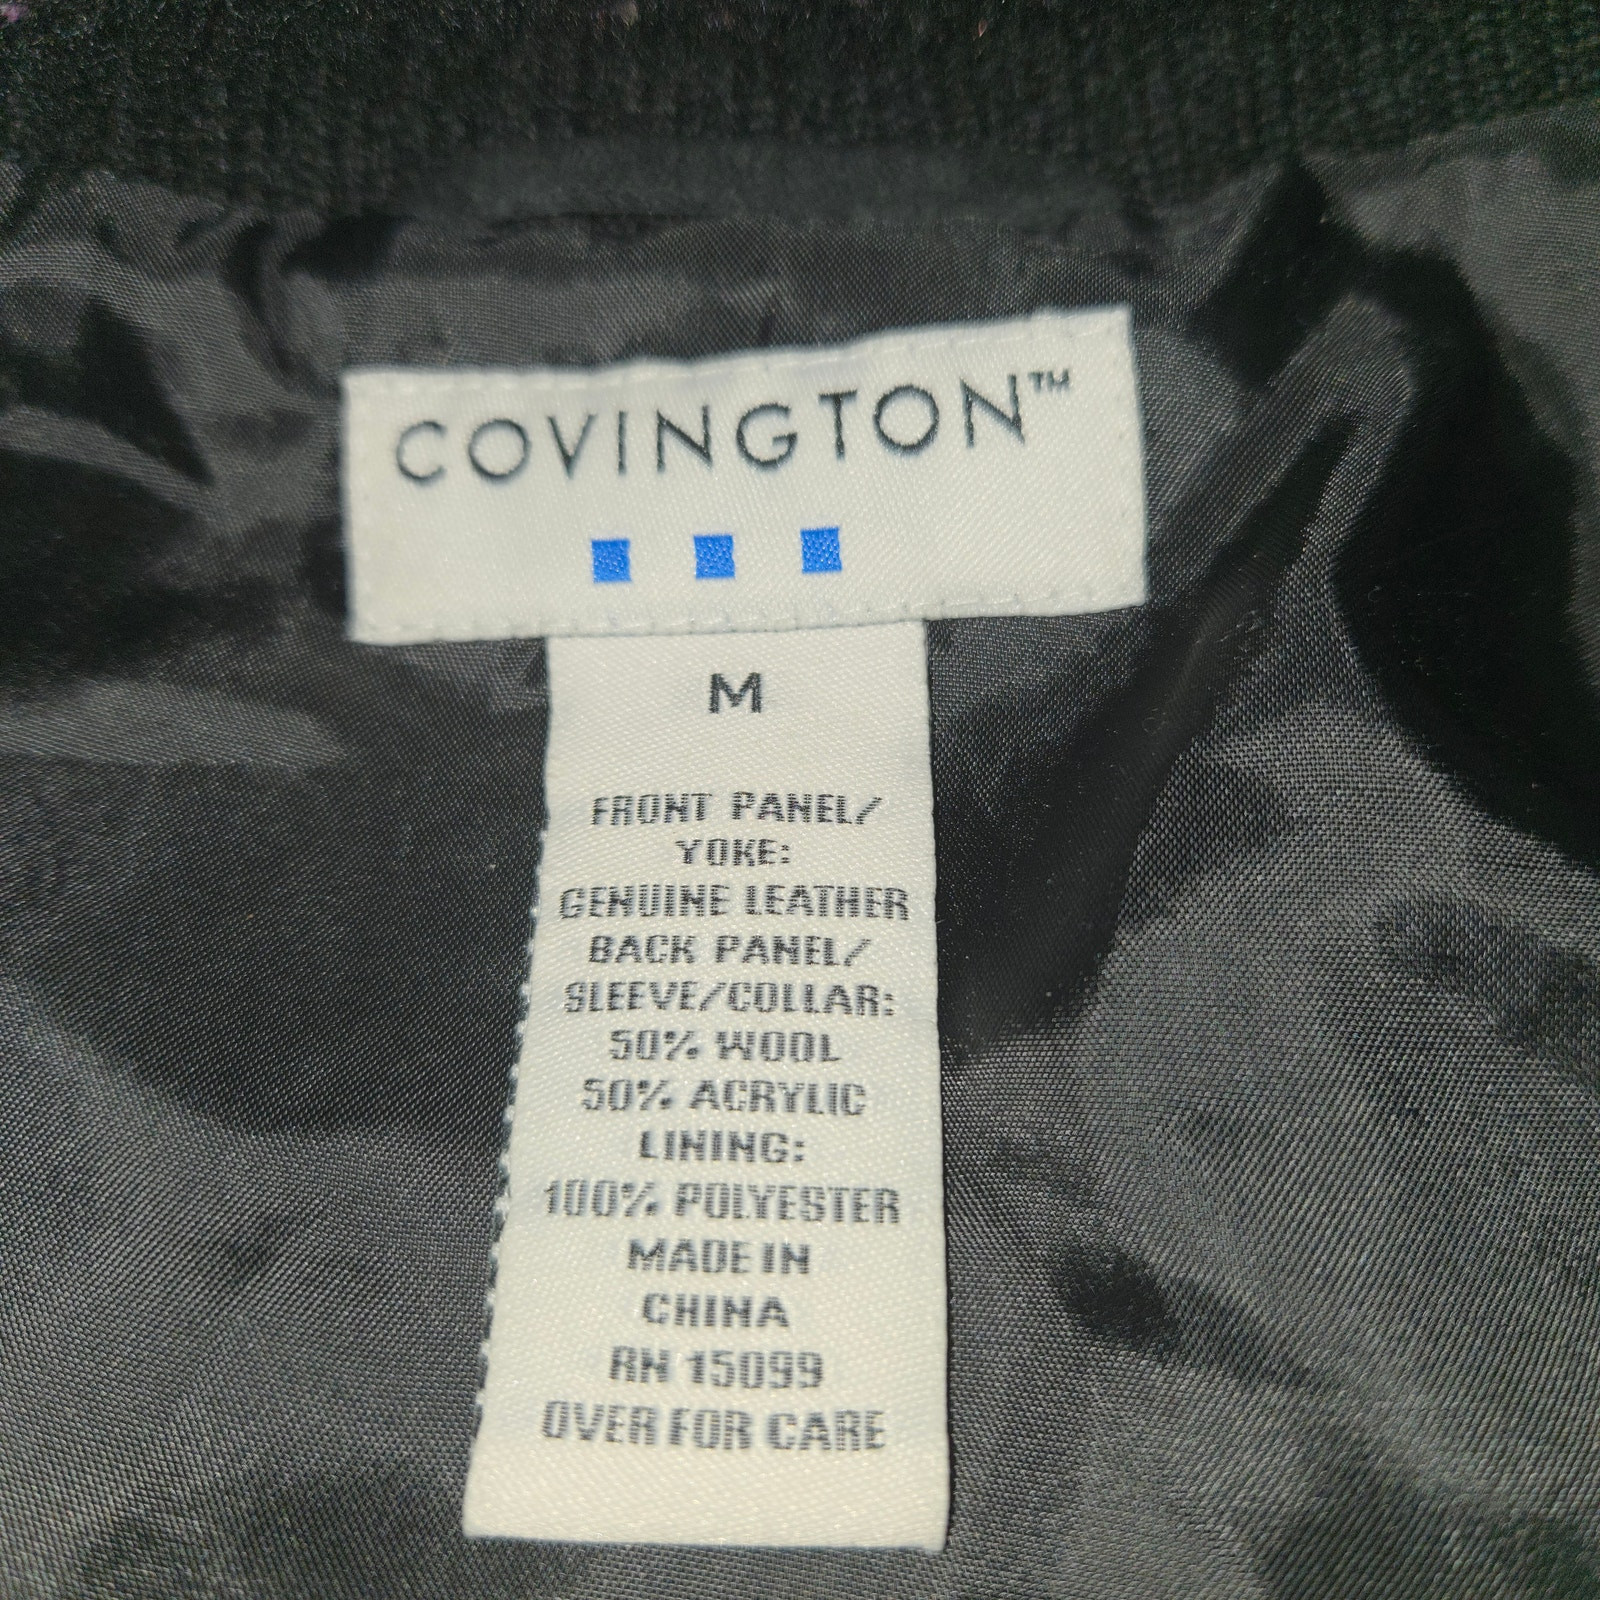 COVINGTON™
M
FRONT PANEL/
YOKE:
GENUINE LEATHER
BACK PANEL/
SLEEVE/COLLAR:
50% WOOL
50% ACRYLIC
LINING:
100% POLYESTER
MADE IN
CHINA
RN 15099
OVER FOR CARE